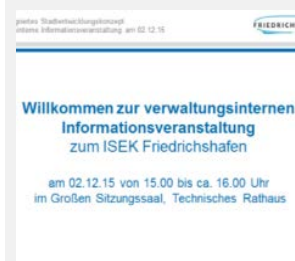 Stadtentwicklungskonzept
interne Informationsveranstaltung am 02.12.15
FRIEDRICH
Willkommen zur verwaltungsinternen
Informationsveranstaltung
zum ISEK Friedrichshafen
am 02.12.15 von 15.00 bis ca. 16.00 Uhr
im Großen Sitzungssaal, Technisches Rathaus